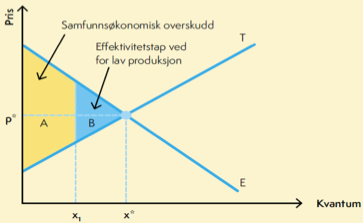 Pris
Samfunnsøkonomisk overskudd
Effektivitetstap ved
for lav produksjon
T
p*
A
B
E
x₁
x*
Kvantum